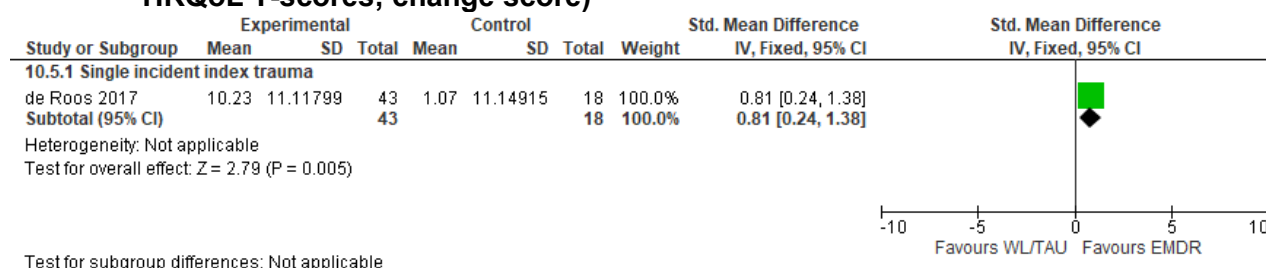 HRQoL T-scores; change score)
Experimental Control Std. Mean Difference Std. Mean Difference
Study or Subgroup Mean SD Total Mean SD Total Weight IV, Fixed, 95% CI IV, Fixed, 95% CI
10.5.1 Single incident index trauma
de Roos 2017 10.23 11.11799 43 1.07 11.14915 18 100.0% 0.81 [0.24, 1.38]
Subtotal (95% CI) 43 18 100.0% 0.81 [0.24, 1.38]
Heterogeneity: Not applicable
Test for overall effect: Z = 2.79 (P = 0.005)
-10 -5 0 5 10
Favours WL/TAU Favours EMDR
Test for subgroup differences: Not applicable